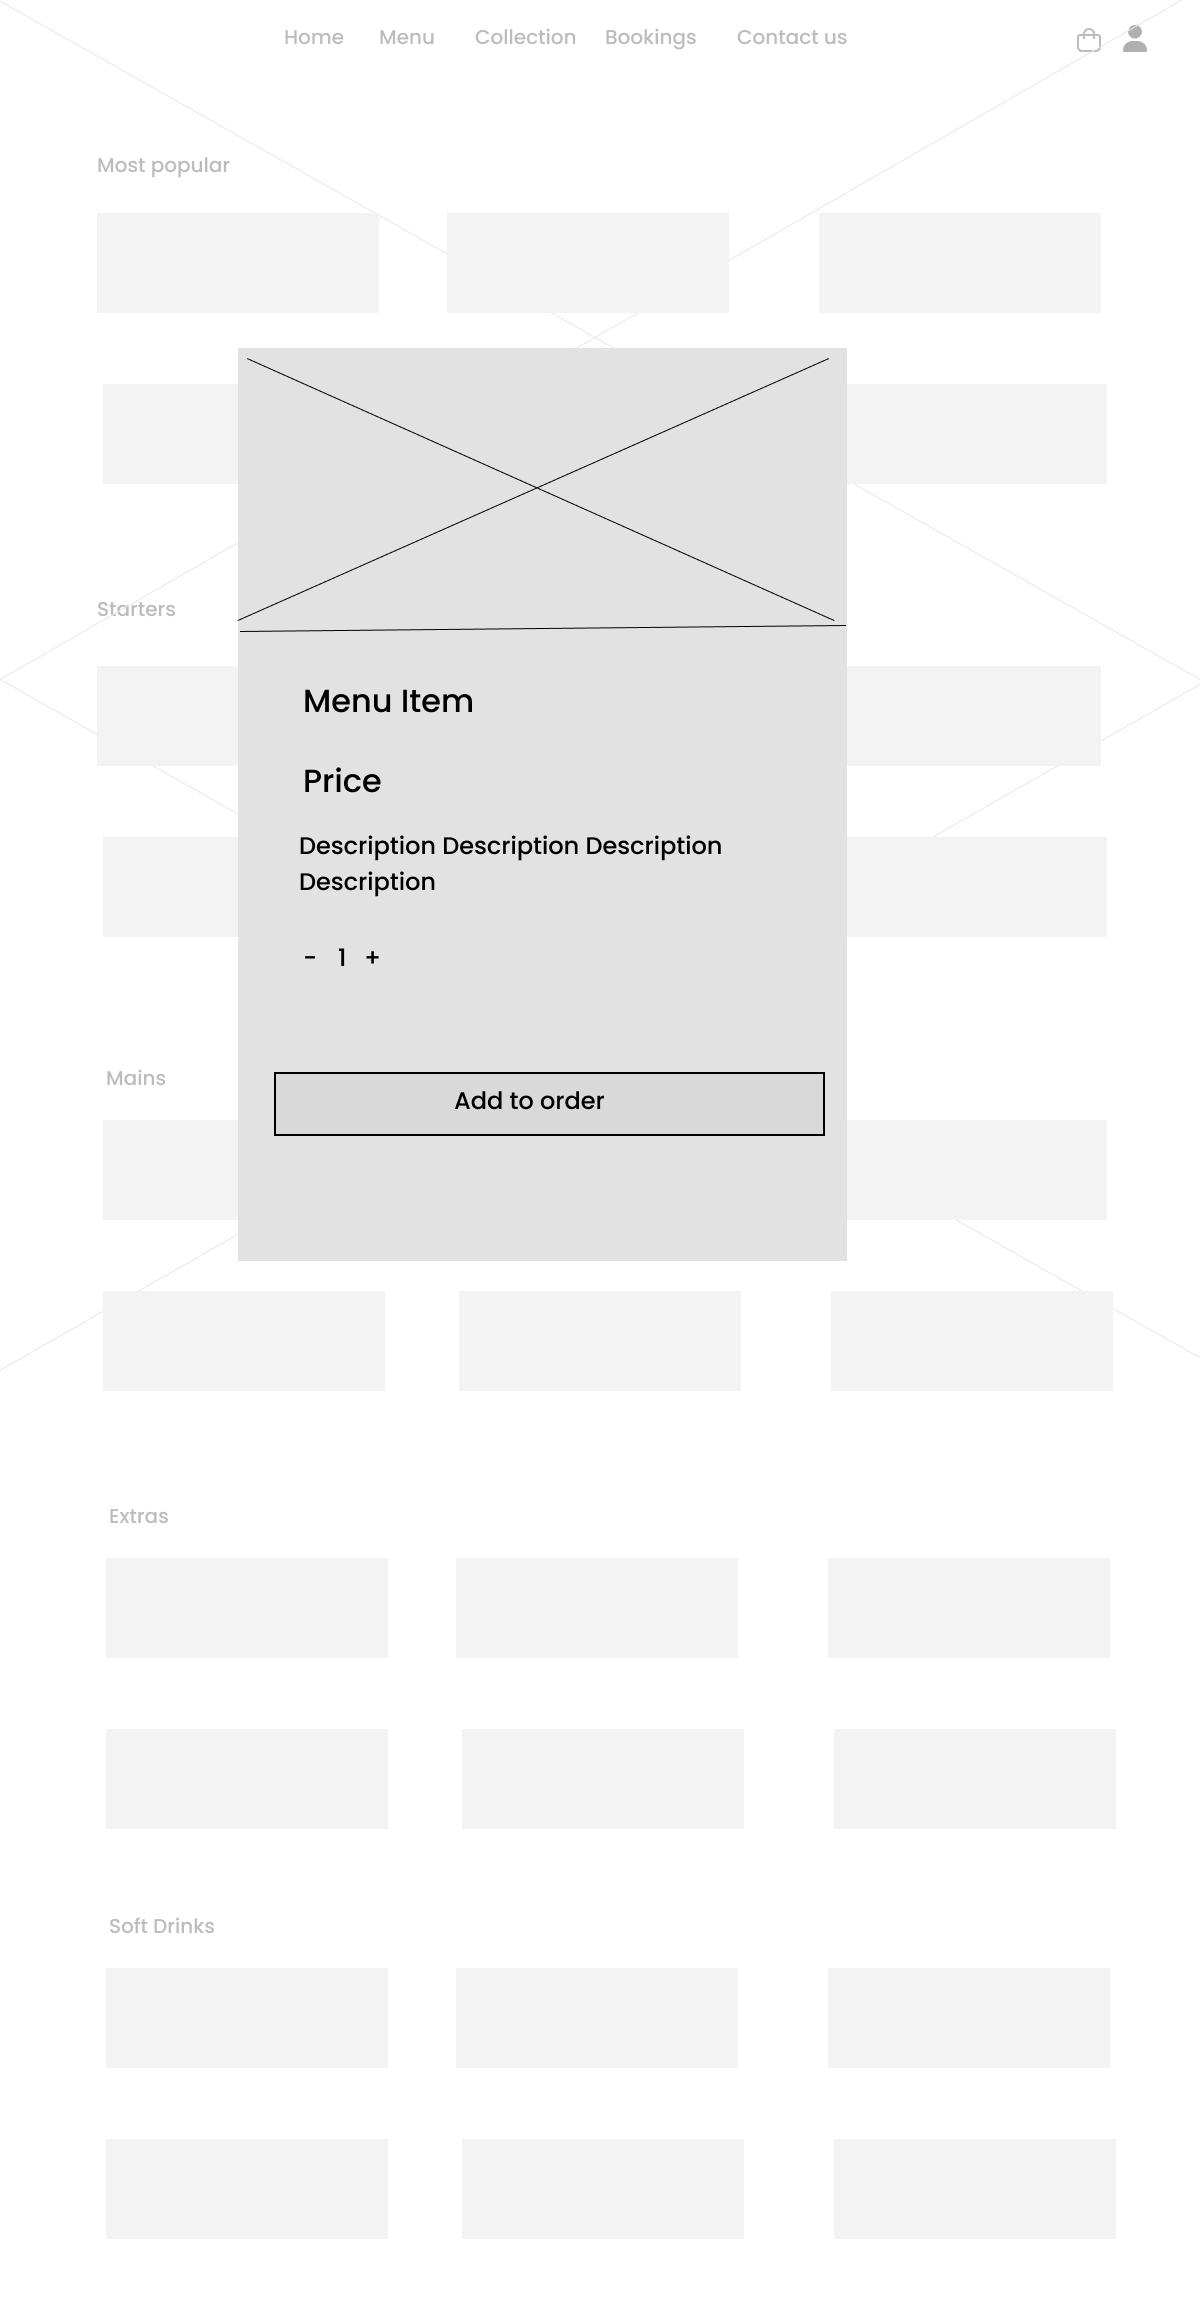 Home Menu Collection Bookings Contact us
Most popular
Starters
Menu Item
Price
Description Description Description
Description
- 1 +
Mains
Add to order
Extras
Soft Drinks